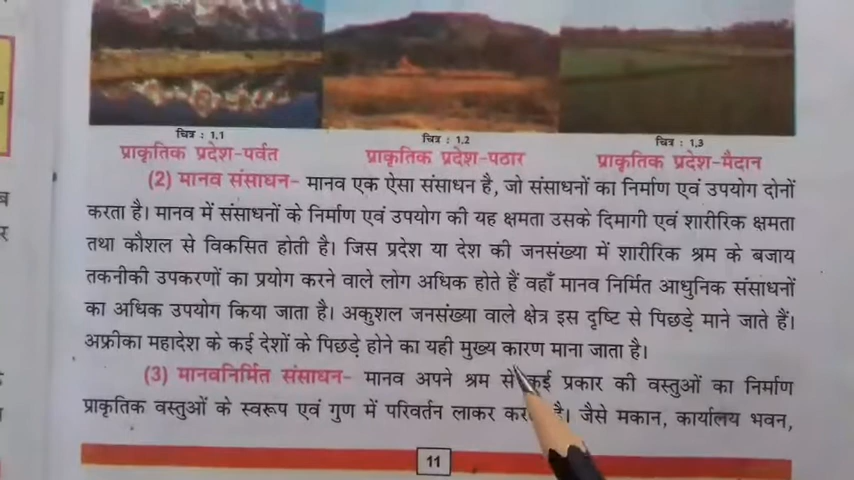 चित्र : 1.1
चित्र : 1.2
चित्र : 1.3
प्राकृतिक प्रदेश-पर्वत
प्राकृतिक प्रदेश-पठार
प्राकृतिक प्रदेश-मैदान
(2) मानव संसाधन- मानव एक ऐसा संसाधन है, जो संसाधनों का निर्माण एवं उपयोग दोनों
करता है। मानव में संसाधनों के निर्माण एवं उपयोग की यह क्षमता उसके दिमागी एवं शारीरिक क्षमता
तथा कौशल से विकसित होती है। जिस प्रदेश या देश की जनसंख्या में शारीरिक श्रम के बजाय
तकनीकी उपकरणों का प्रयोग करने वाले लोग अधिक होते हैं वहाँ मानव निर्मित आधुनिक संसाधनों
का अधिक उपयोग किया जाता है। अकुशल जनसंख्या वाले क्षेत्र इस दृष्टि से पिछड़े माने जाते हैं।
अफ्रीका महादेश के कई देशों के पिछड़े होने का यही मुख्य कारण माना जाता है।
(3) मानवनिर्मित संसाधन- मानव अपने श्रम से कई प्रकार की वस्तुओं का निर्माण
प्राकृतिक वस्तुओं के स्वरूप एवं गुण में परिवर्तन लाकर है। जैसे मकान, कार्यालय भवन,
11